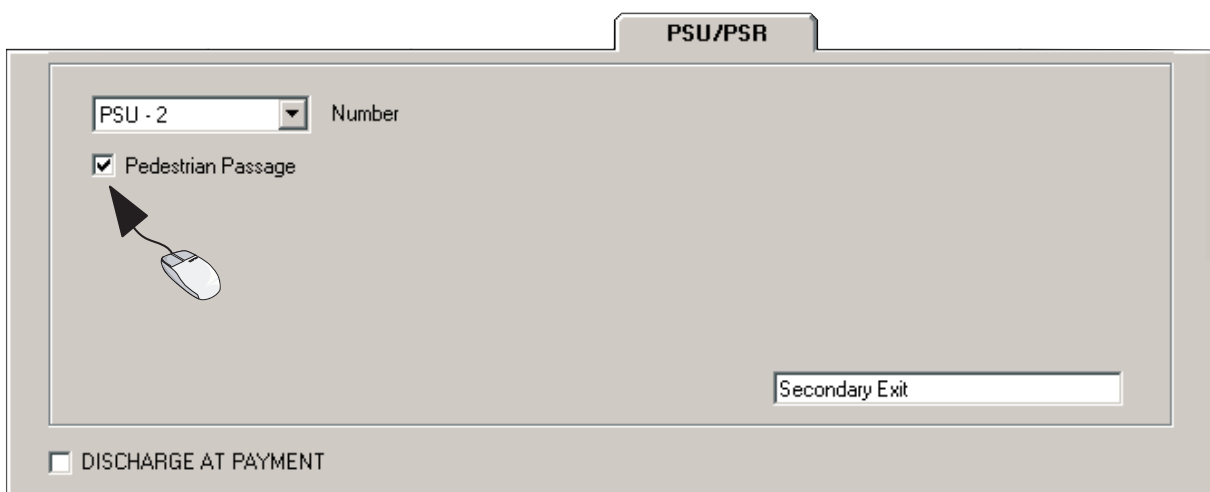 PSU/PSR
PSU - 2 Number
Pedestrian Passage
Secondary Exit
DISCHARGE AT PAYMENT